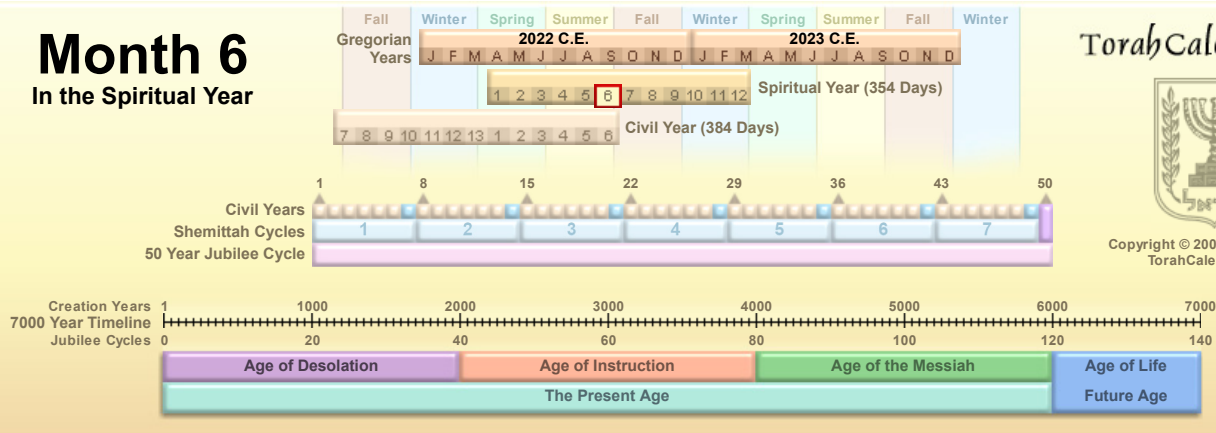 Month 6
In the Spiritual Year
Fall Winter Spring Summer Fall Winter Spring Summer Fall Winter
Gregorian Years
2022 C.E. 2023 C.E.
J F M A M J J A S O N D J F M A M J J A S O N D
1 2 3 4 5 6 7 8 9 10 11 12
Spiritual Year (354 Days)
7 8 9 10 11 12 13 1 2 3 4 5 6
Civil Year (384 Days)
TorahCale
1 8 15 22 29 36 43 50
Civil Years
Shemittah Cycles 1 2 3 4 5 6 7
50 Year Jubilee Cycle
Copyright © 200
TorahCale
Creation Years 1 1000 2000 3000 4000 5000 6000 7000
7000 Year Timeline
Jubilee Cycles 0 20 40 60 80 100 120 140
Age of Desolation Age of Instruction Age of the Messiah Age of Life
The Present Age Future Age